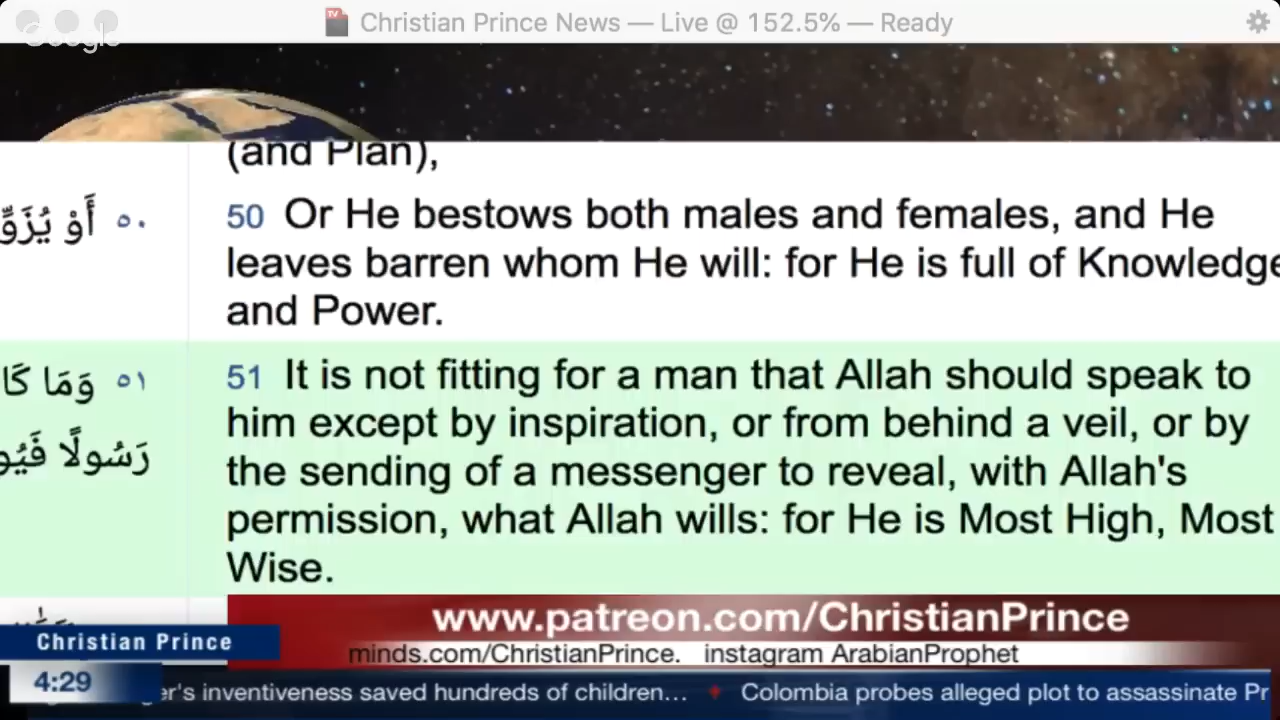 Christian Prince News — Live @ 152.5% — Ready
Google
(and Plan),
50 Or He bestows both males and females, and He
leaves barren whom He will: for He is full of Knowledge
and Power.
٥٠ أَوْ يُزَوِّ
51 It is not fitting for a man that Allah should speak to
him except by inspiration, or from behind a veil, or by
the sending of a messenger to reveal, with Allah's
permission, what Allah wills: for He is Most High, Most
Wise.
٥١ وَمَا كَا
رَسُولًا فَيُو
www.patreon.com/ChristianPrince
minds.com/ChristianPrince. instagram ArabianProphet
Christian Prince
4:29
er's inventiveness saved hundreds of children... Colombia probes alleged plot to assassinate Pr